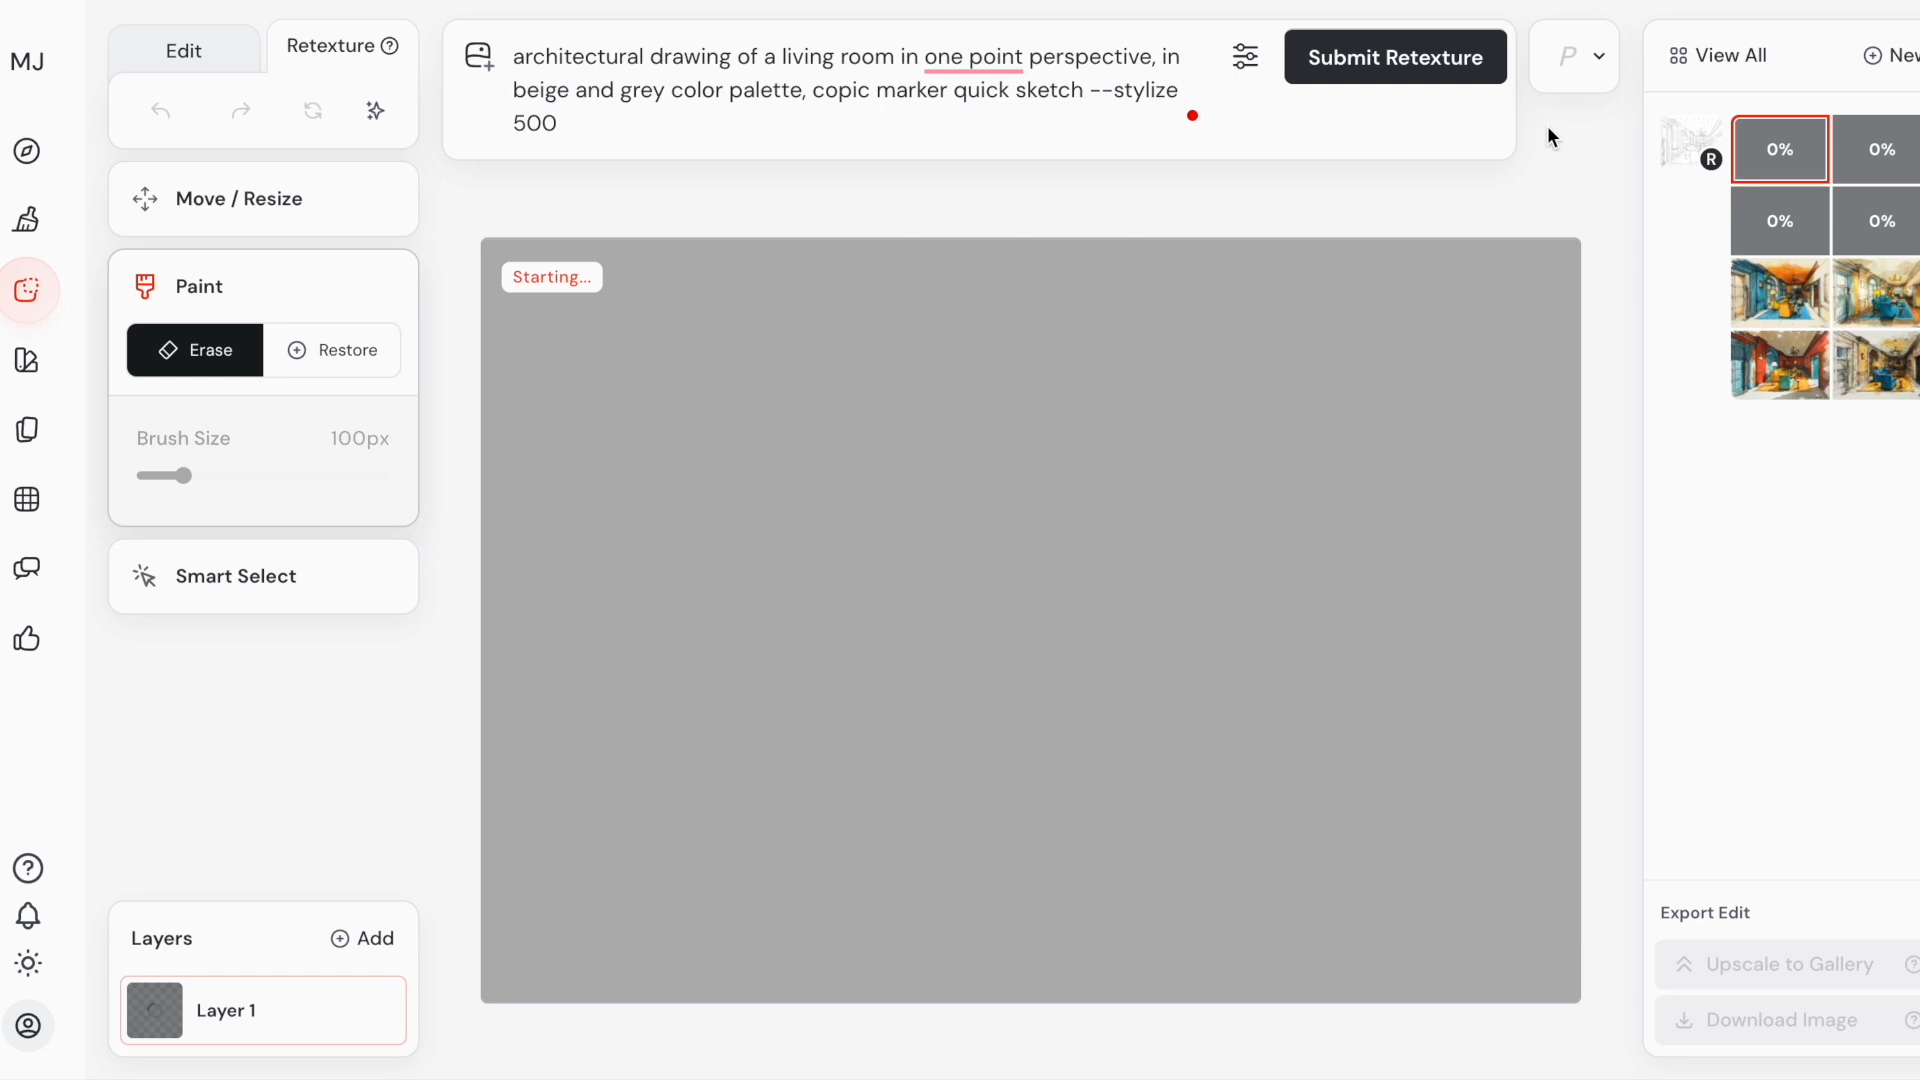 MJ
Edit
Retexture
architectural drawing of a living room in one point perspective, in
beige and grey color palette, copic marker quick sketch --stylize
500
Submit Retexture
P
View All
New
Move / Resize
Paint
Erase
Restore
Brush Size
100px
Smart Select
Starting...
R
0%
0%
0%
0%
Layers
Add
Layer 1
Export Edit
Upscale to Gallery
Download Image